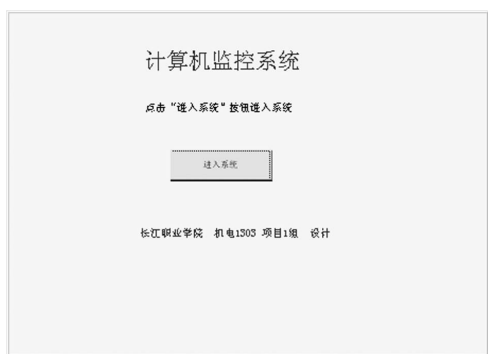 计算机监控系统
点击“进入系统”按钮进入系统
进入系统
长江职业学院 机电1303 项目1组 设计